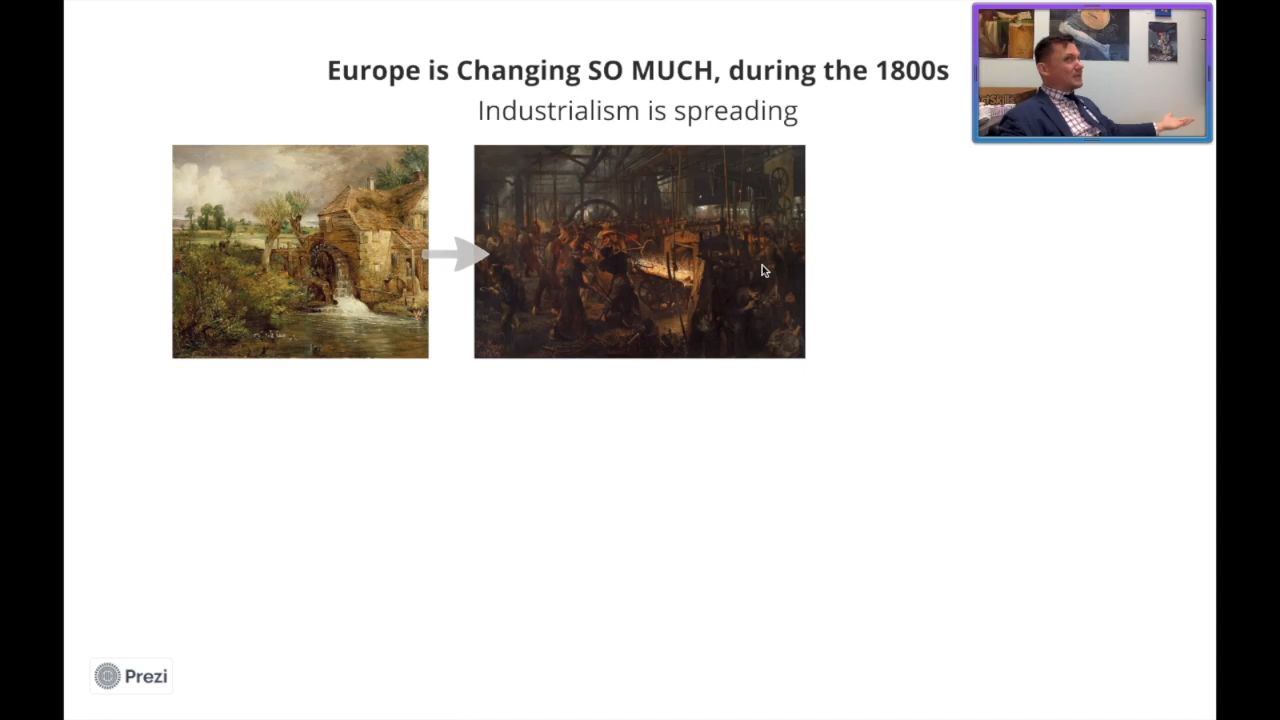 Europe is Changing SO MUCH, during the 1800s
Industrialism is spreading
Prezi